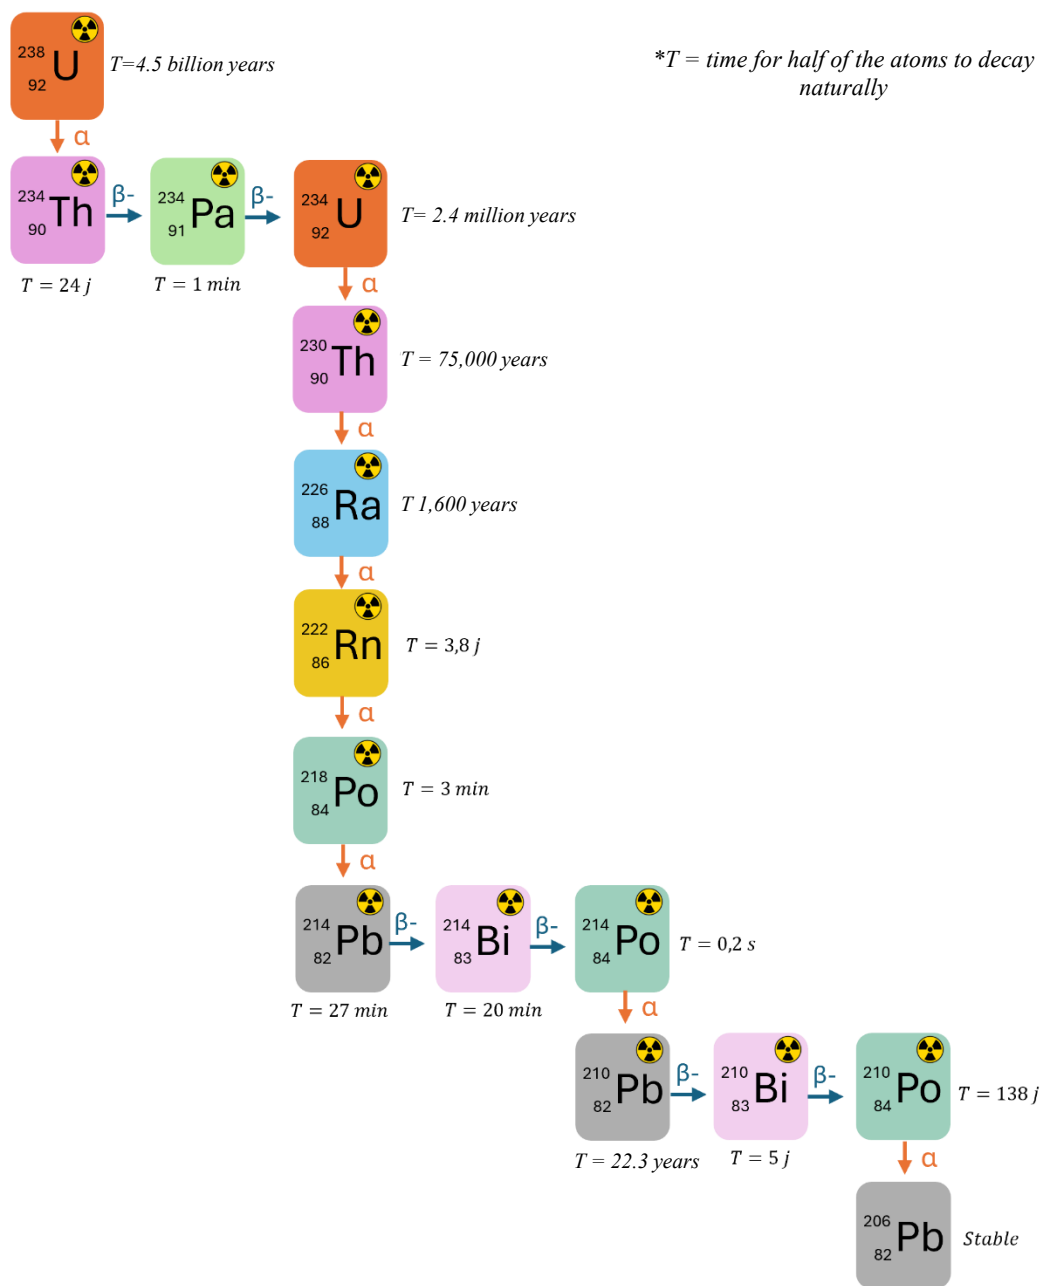 238
92
U
T=4.5 billion years
*T = time for half of the atoms to decay
naturally
α
234
90
Th
β-
234
91
Pa
β-
234
92
U
T= 2.4 million years
T = 24 j
T = 1 min
α
230
90
Th
T = 75,000 years
α
226
88
Ra
T 1,600 years
α
222
86
Rn
T = 3,8 j
α
218
84
Po
T = 3 min
α
214
82
Pb
β-
214
83
Bi
β-
214
84
Po
T = 0,2 s
T = 27 min
T = 20 min
α
210
82
Pb
β-
210
83
Bi
β-
210
84
Po
T = 138 j
T = 22.3 years
T = 5 j
α
206
82
Pb
Stable